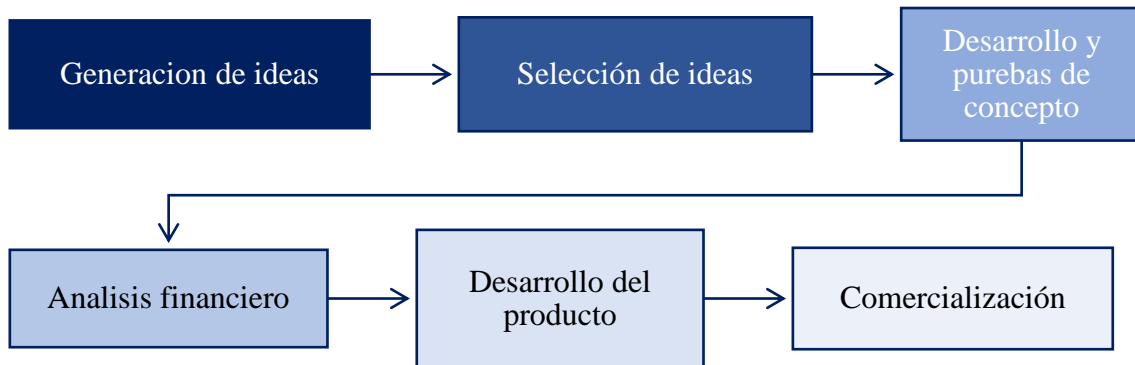 Generacion de ideas
Selección de ideas
Desarrollo y
purebas de
concepto
Analisis financiero
Desarrollo del
producto
Comercialización